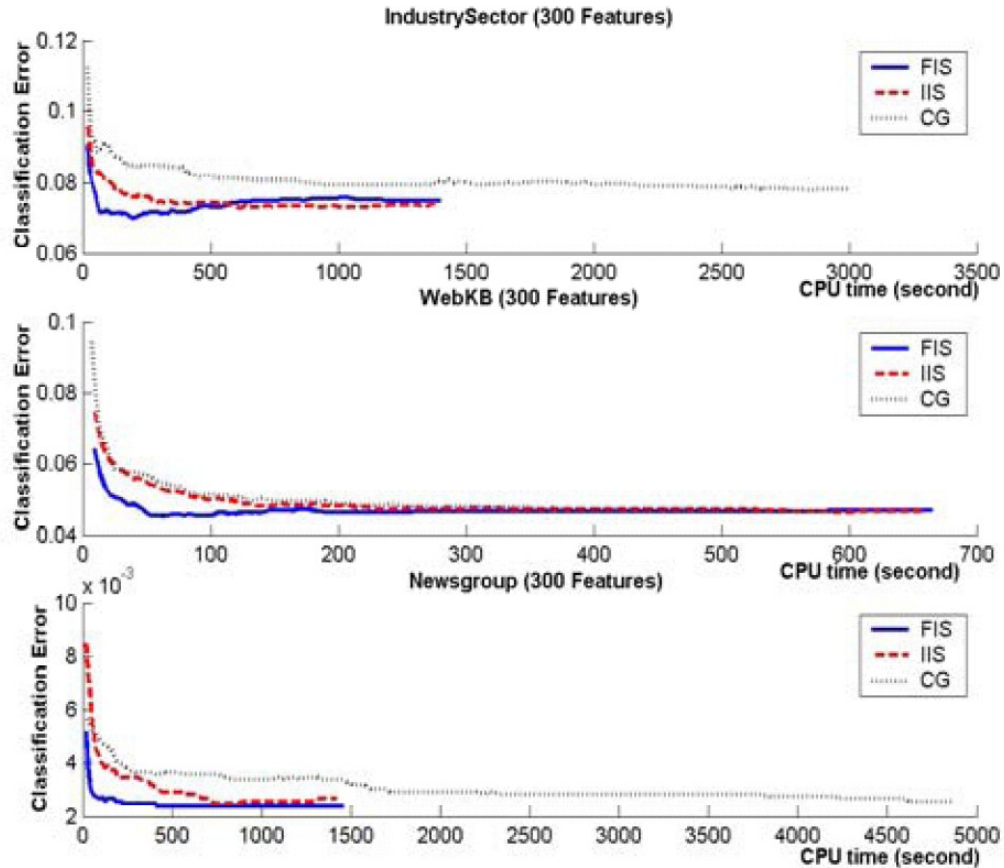 IndustrySector (300 Features)
0.12
0.1
0.08
0.06
Classification Error
FIS
IIS
CG
0 500 1000 1500 2000 2500 3000 3500
CPU time (second)
WebKB (300 Features)
0.1
0.08
0.06
0.04
Classification Error
FIS
IIS
CG
0 100 200 300 400 500 600 700
CPU time (second)
Newsgroup (300 Features)
x 10-3
10
8
6
4
2
Classification Error
FIS
IIS
CG
0 500 1000 1500 2000 2500 3000 3500 4000 4500 5000
CPU time (second)